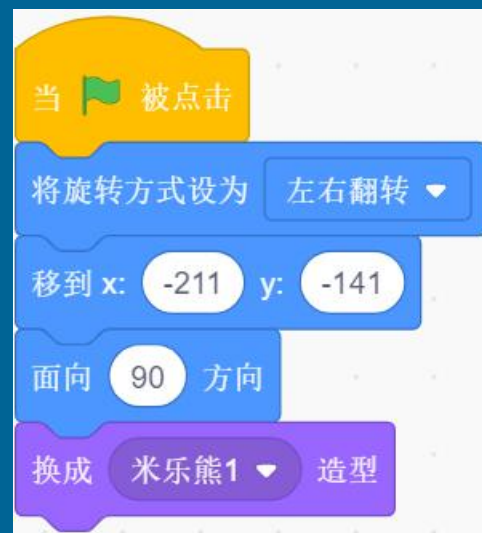 当 被点击
将旋转方式设为 左右翻转
移到 x: -211 y: -141
面向 90 方向
换成 米乐熊1 造型